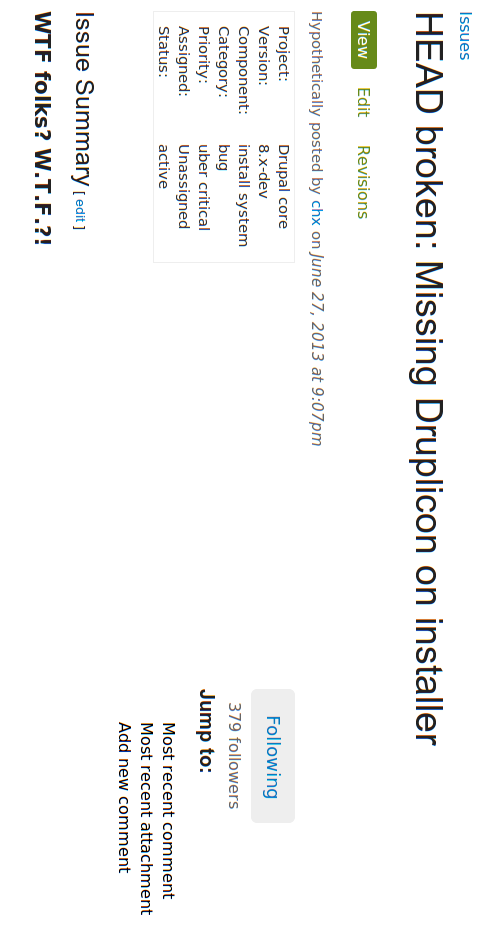 Issues
HEAD broken: Missing Druplicon on installer
View Edit Revisions
Hypothetically posted by chx on June 27, 2013 at 9:07pm
Project: Drupal core
Version: 8.x-dev
Component: install system
Category: bug
Priority: uber critical
Assigned: Unassigned
Status: active
Following
379 followers
Jump to:
Most recent comment
Most recent attachment
Add new comment
Issue Summary [ edit ]
WTF folks? W.T.F.?!